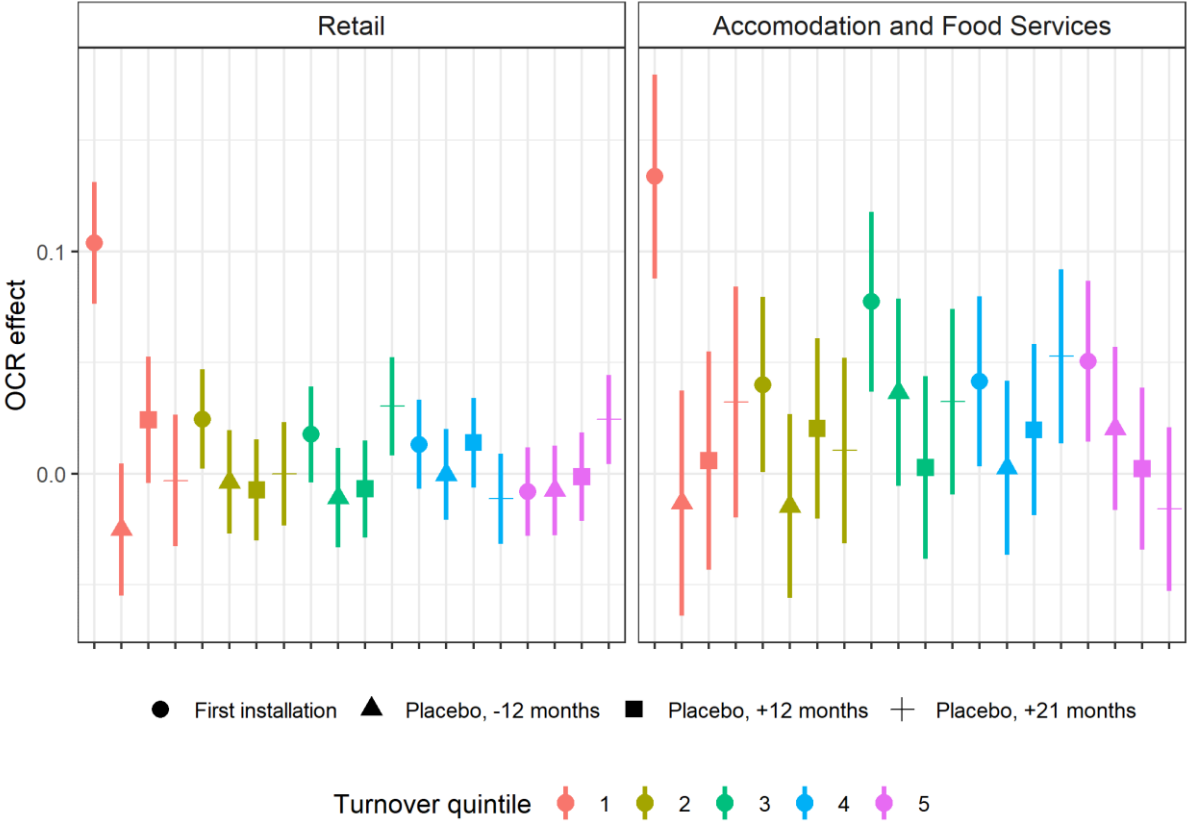 Retail
Accomodation and Food Services
OCR effect
0.1
0.0
First installation
Placebo, -12 months
Placebo, +12 months
Placebo, +21 months
Turnover quintile
1
2
3
4
5